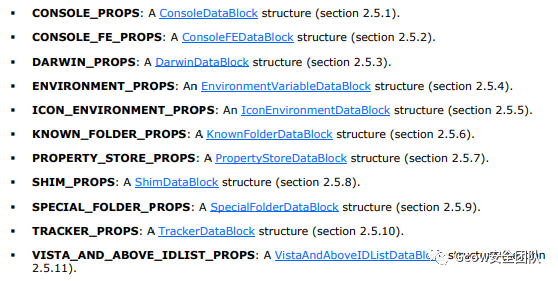 ▪ CONSOLE_PROPS: A ConsoleDataBlock structure (section 2.5.1).
▪ CONSOLE_FE_PROPS: A ConsoleFEDataBlock structure (section 2.5.2).
▪ DARWIN_PROPS: A DarwinDataBlock structure (section 2.5.3).
▪ ENVIRONMENT_PROPS: An EnvironmentVariableDataBlock structure (section 2.5.4).
▪ ICON_ENVIRONMENT_PROPS: An IconEnvironmentDataBlock structure (section 2.5.5).
▪ KNOWN_FOLDER_PROPS: A KnownFolderDataBlock structure (section 2.5.6).
▪ PROPERTY_STORE_PROPS: A PropertyStoreDataBlock structure (section 2.5.7).
▪ SHIM_PROPS: A ShimDataBlock structure (section 2.5.8).
▪ SPECIAL_FOLDER_PROPS: A SpecialFolderDataBlock structure (section 2.5.9).
▪ TRACKER_PROPS: A TrackerDataBlock structure (section 2.5.10).
▪ VISTA_AND_ABOVE_IDLIST_PROPS: A VistaAndAboveIDListDataBlock structure (section
2.5.11).
安全团队